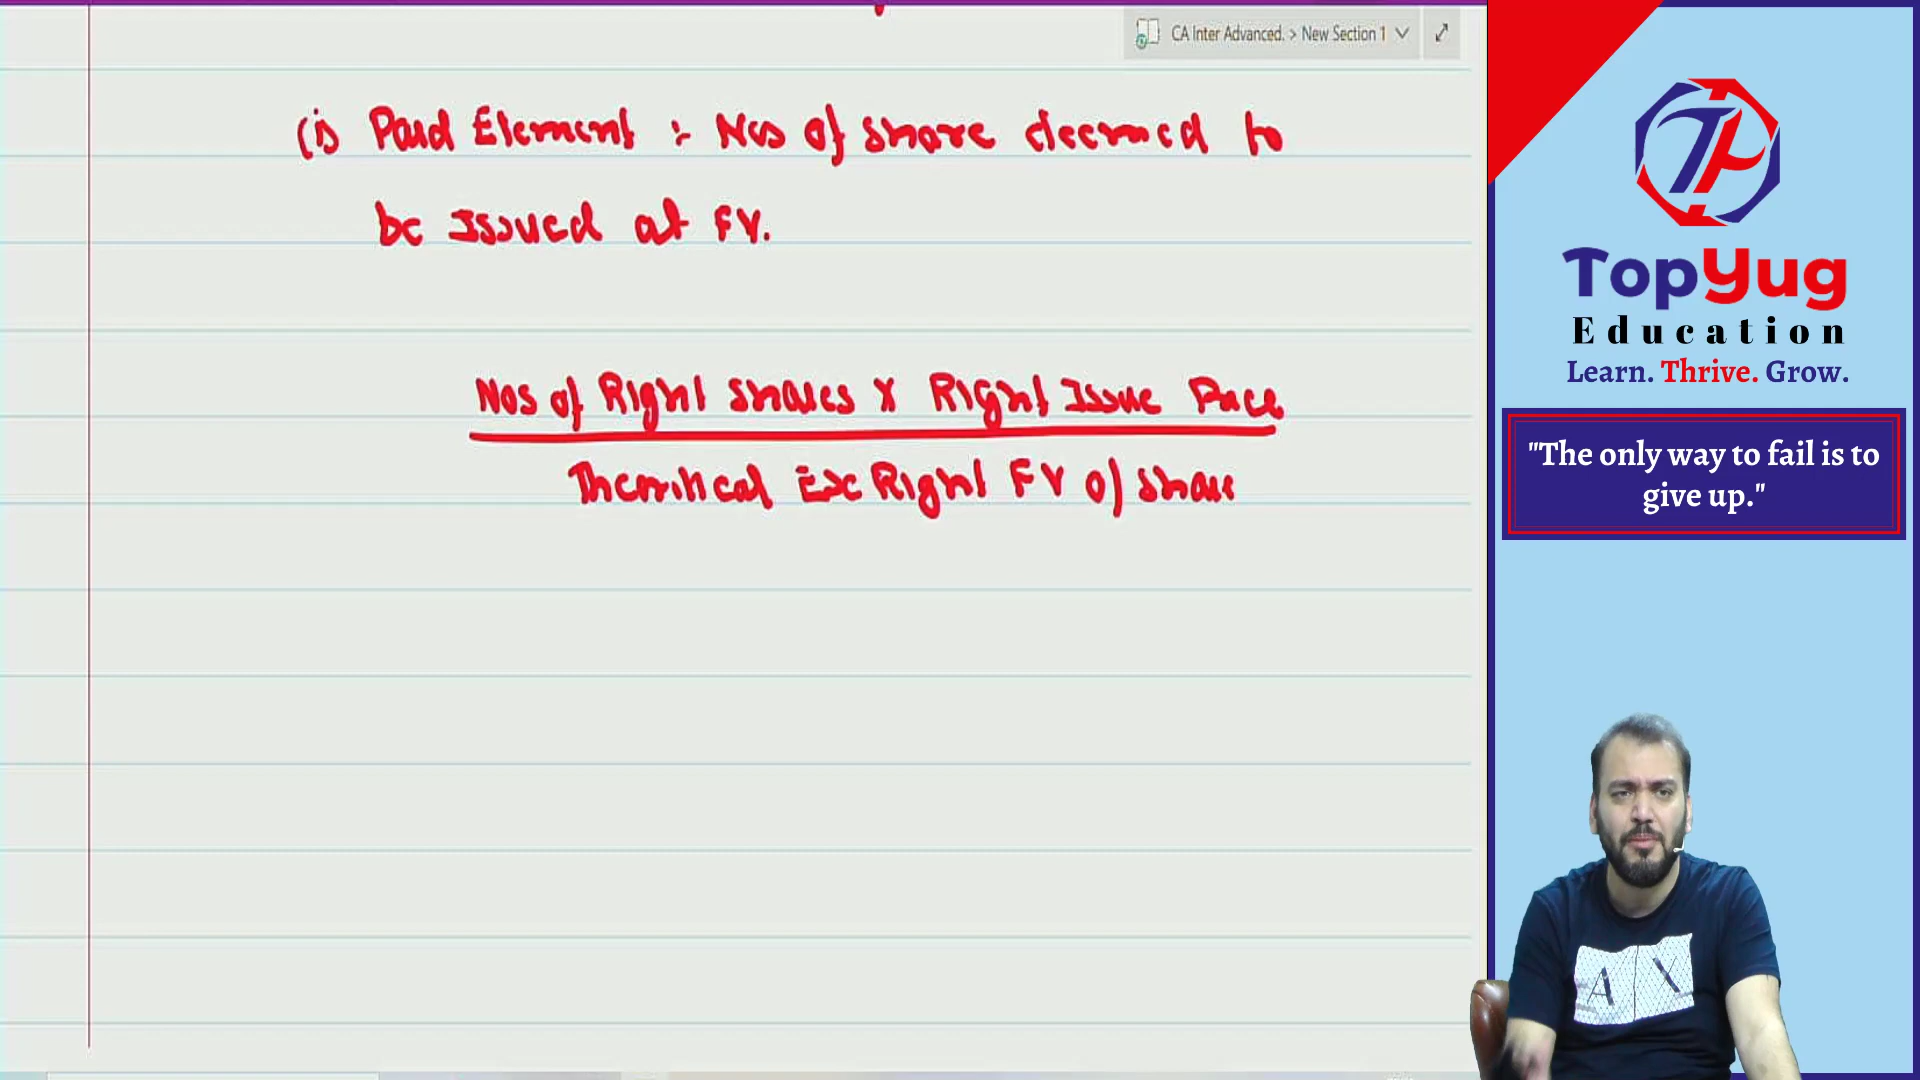 CA Inter Advanced. > New Section 1
(i) Paid Element :- Nos of share deemed to
be Issued at FV.
Nos of Right Shares X Right Issue Price
Theoritical Ex Right FV of Share
TopYug
Education
Learn. Thrive. Grow.
"The only way to fail is to
give up."
A X